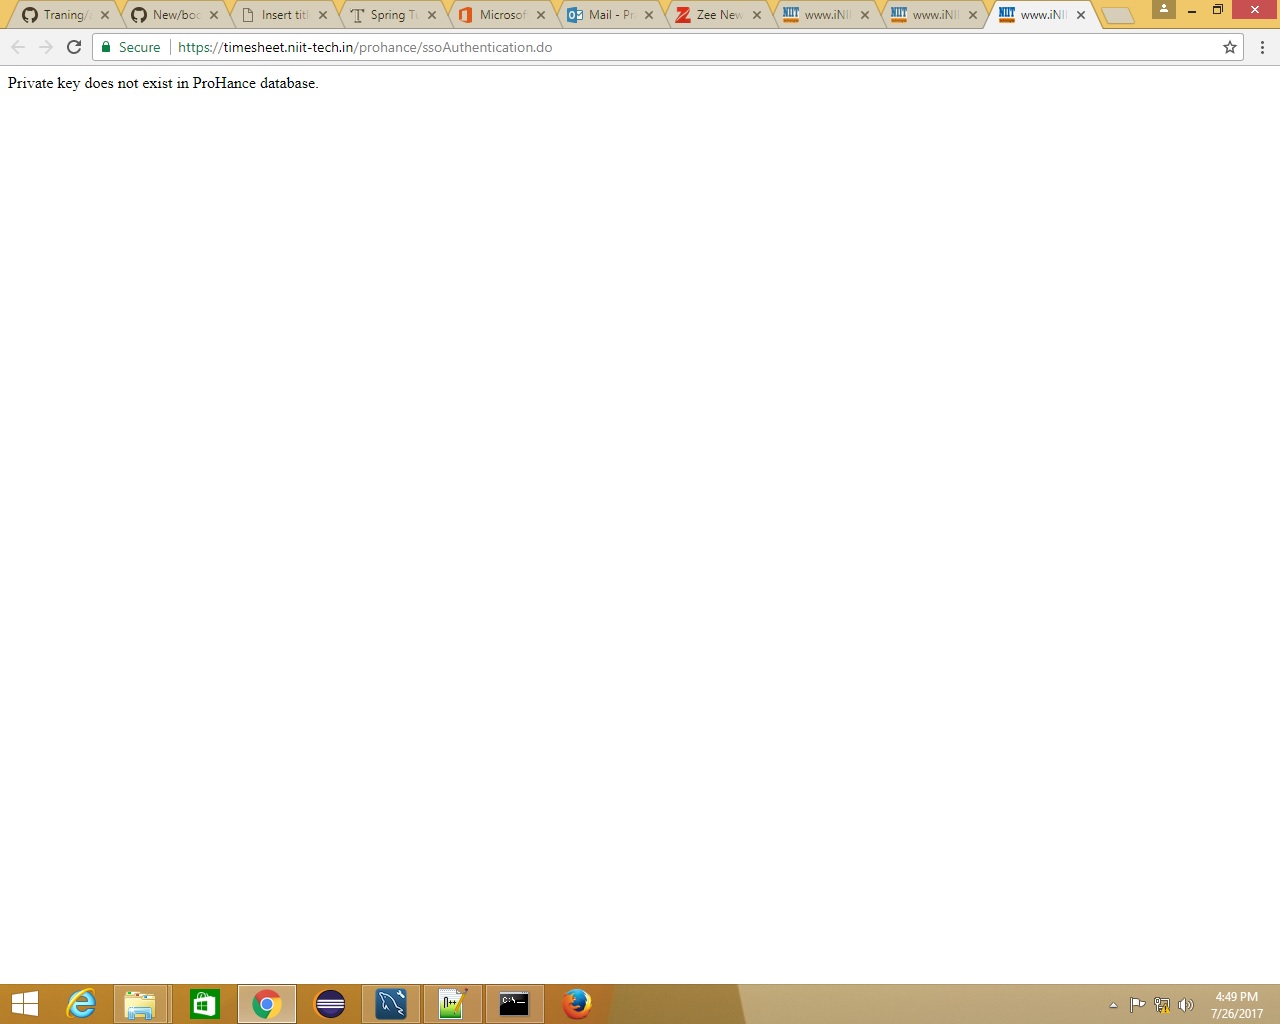 Traning/
New/boo
Insert titl
Spring Tu
Microsof
Mail - Pr
Zee New
www.iNII
www.iNII
www.iNII
Secure https://timesheet.niit-tech.in/prohance/ssoAuthentication.do
Private key does not exist in ProHance database.
4:49 PM
7/26/2017